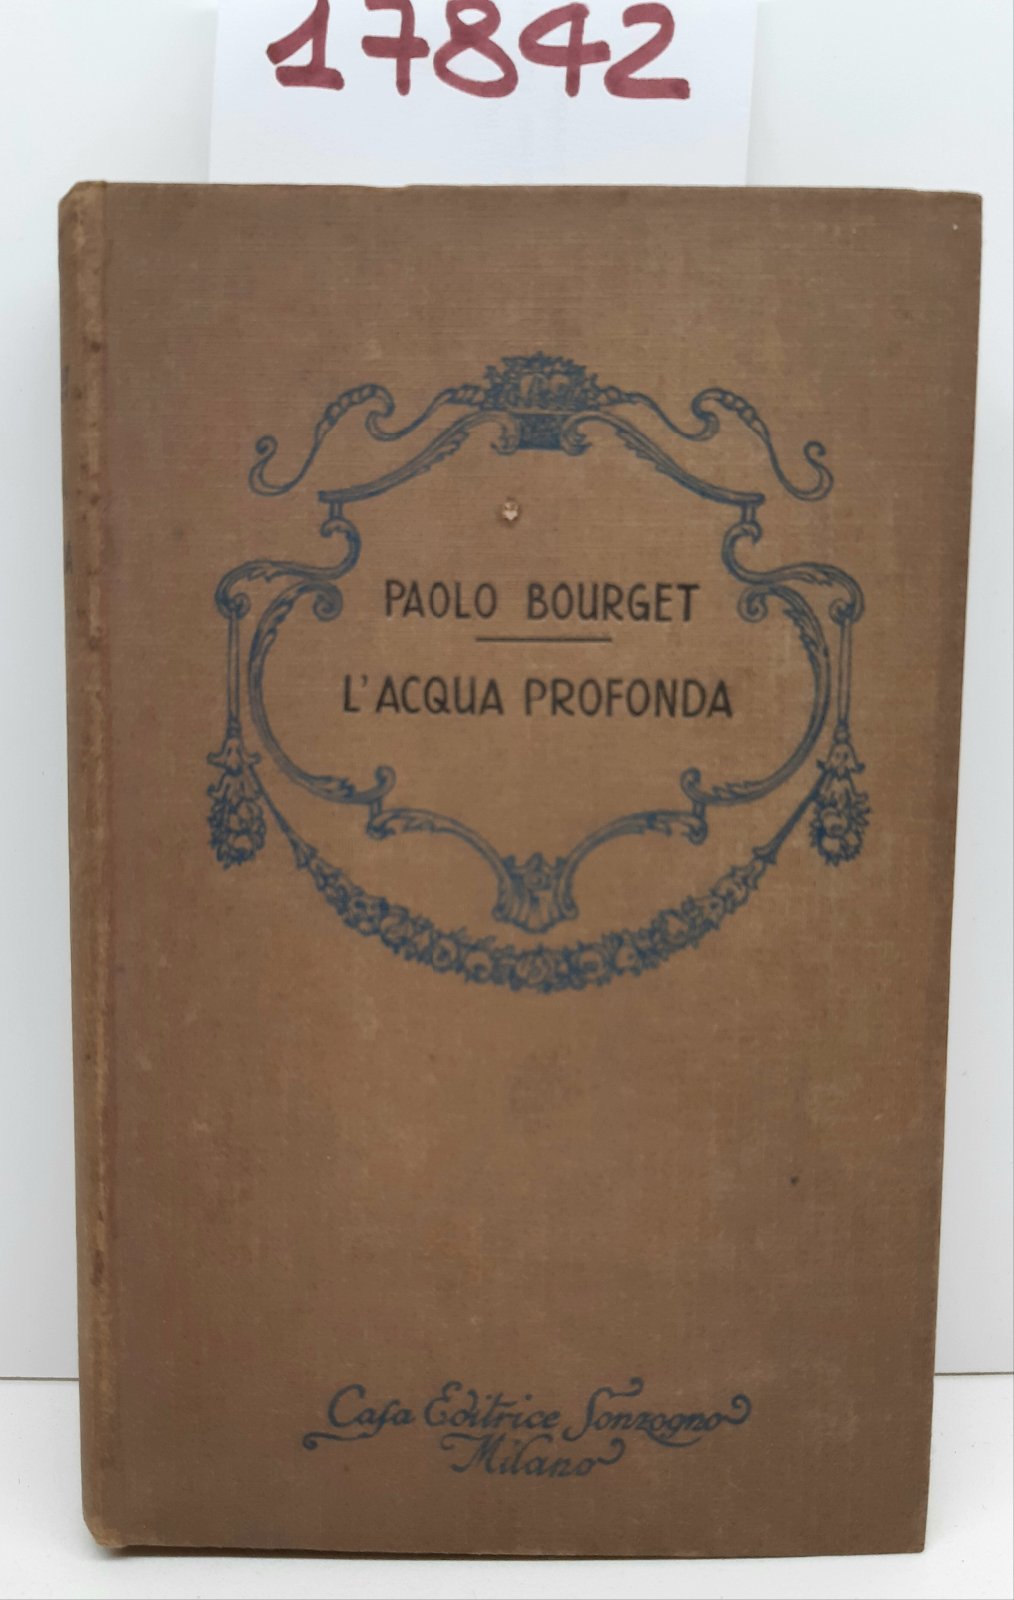 17842
PAOLO BOURGET
L'ACQUA PROFONDA
Casa Editrice Sonzogno
Milano